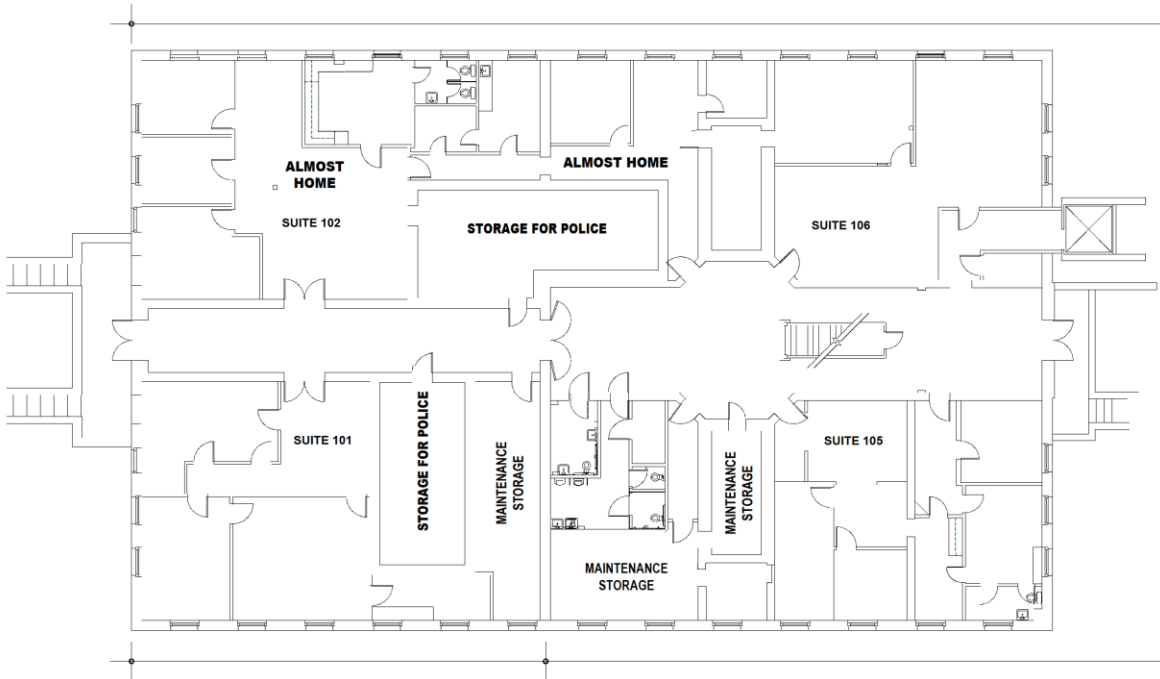 ALMOST
HOME
ALMOST HOME
SUITE 102
STORAGE FOR POLICE
SUITE 106
SUITE 101
STORAGE FOR POLICE
MAINTENANCE
STORAGE
MAINTENANCE
STORAGE
SUITE 105
MAINTENANCE
STORAGE